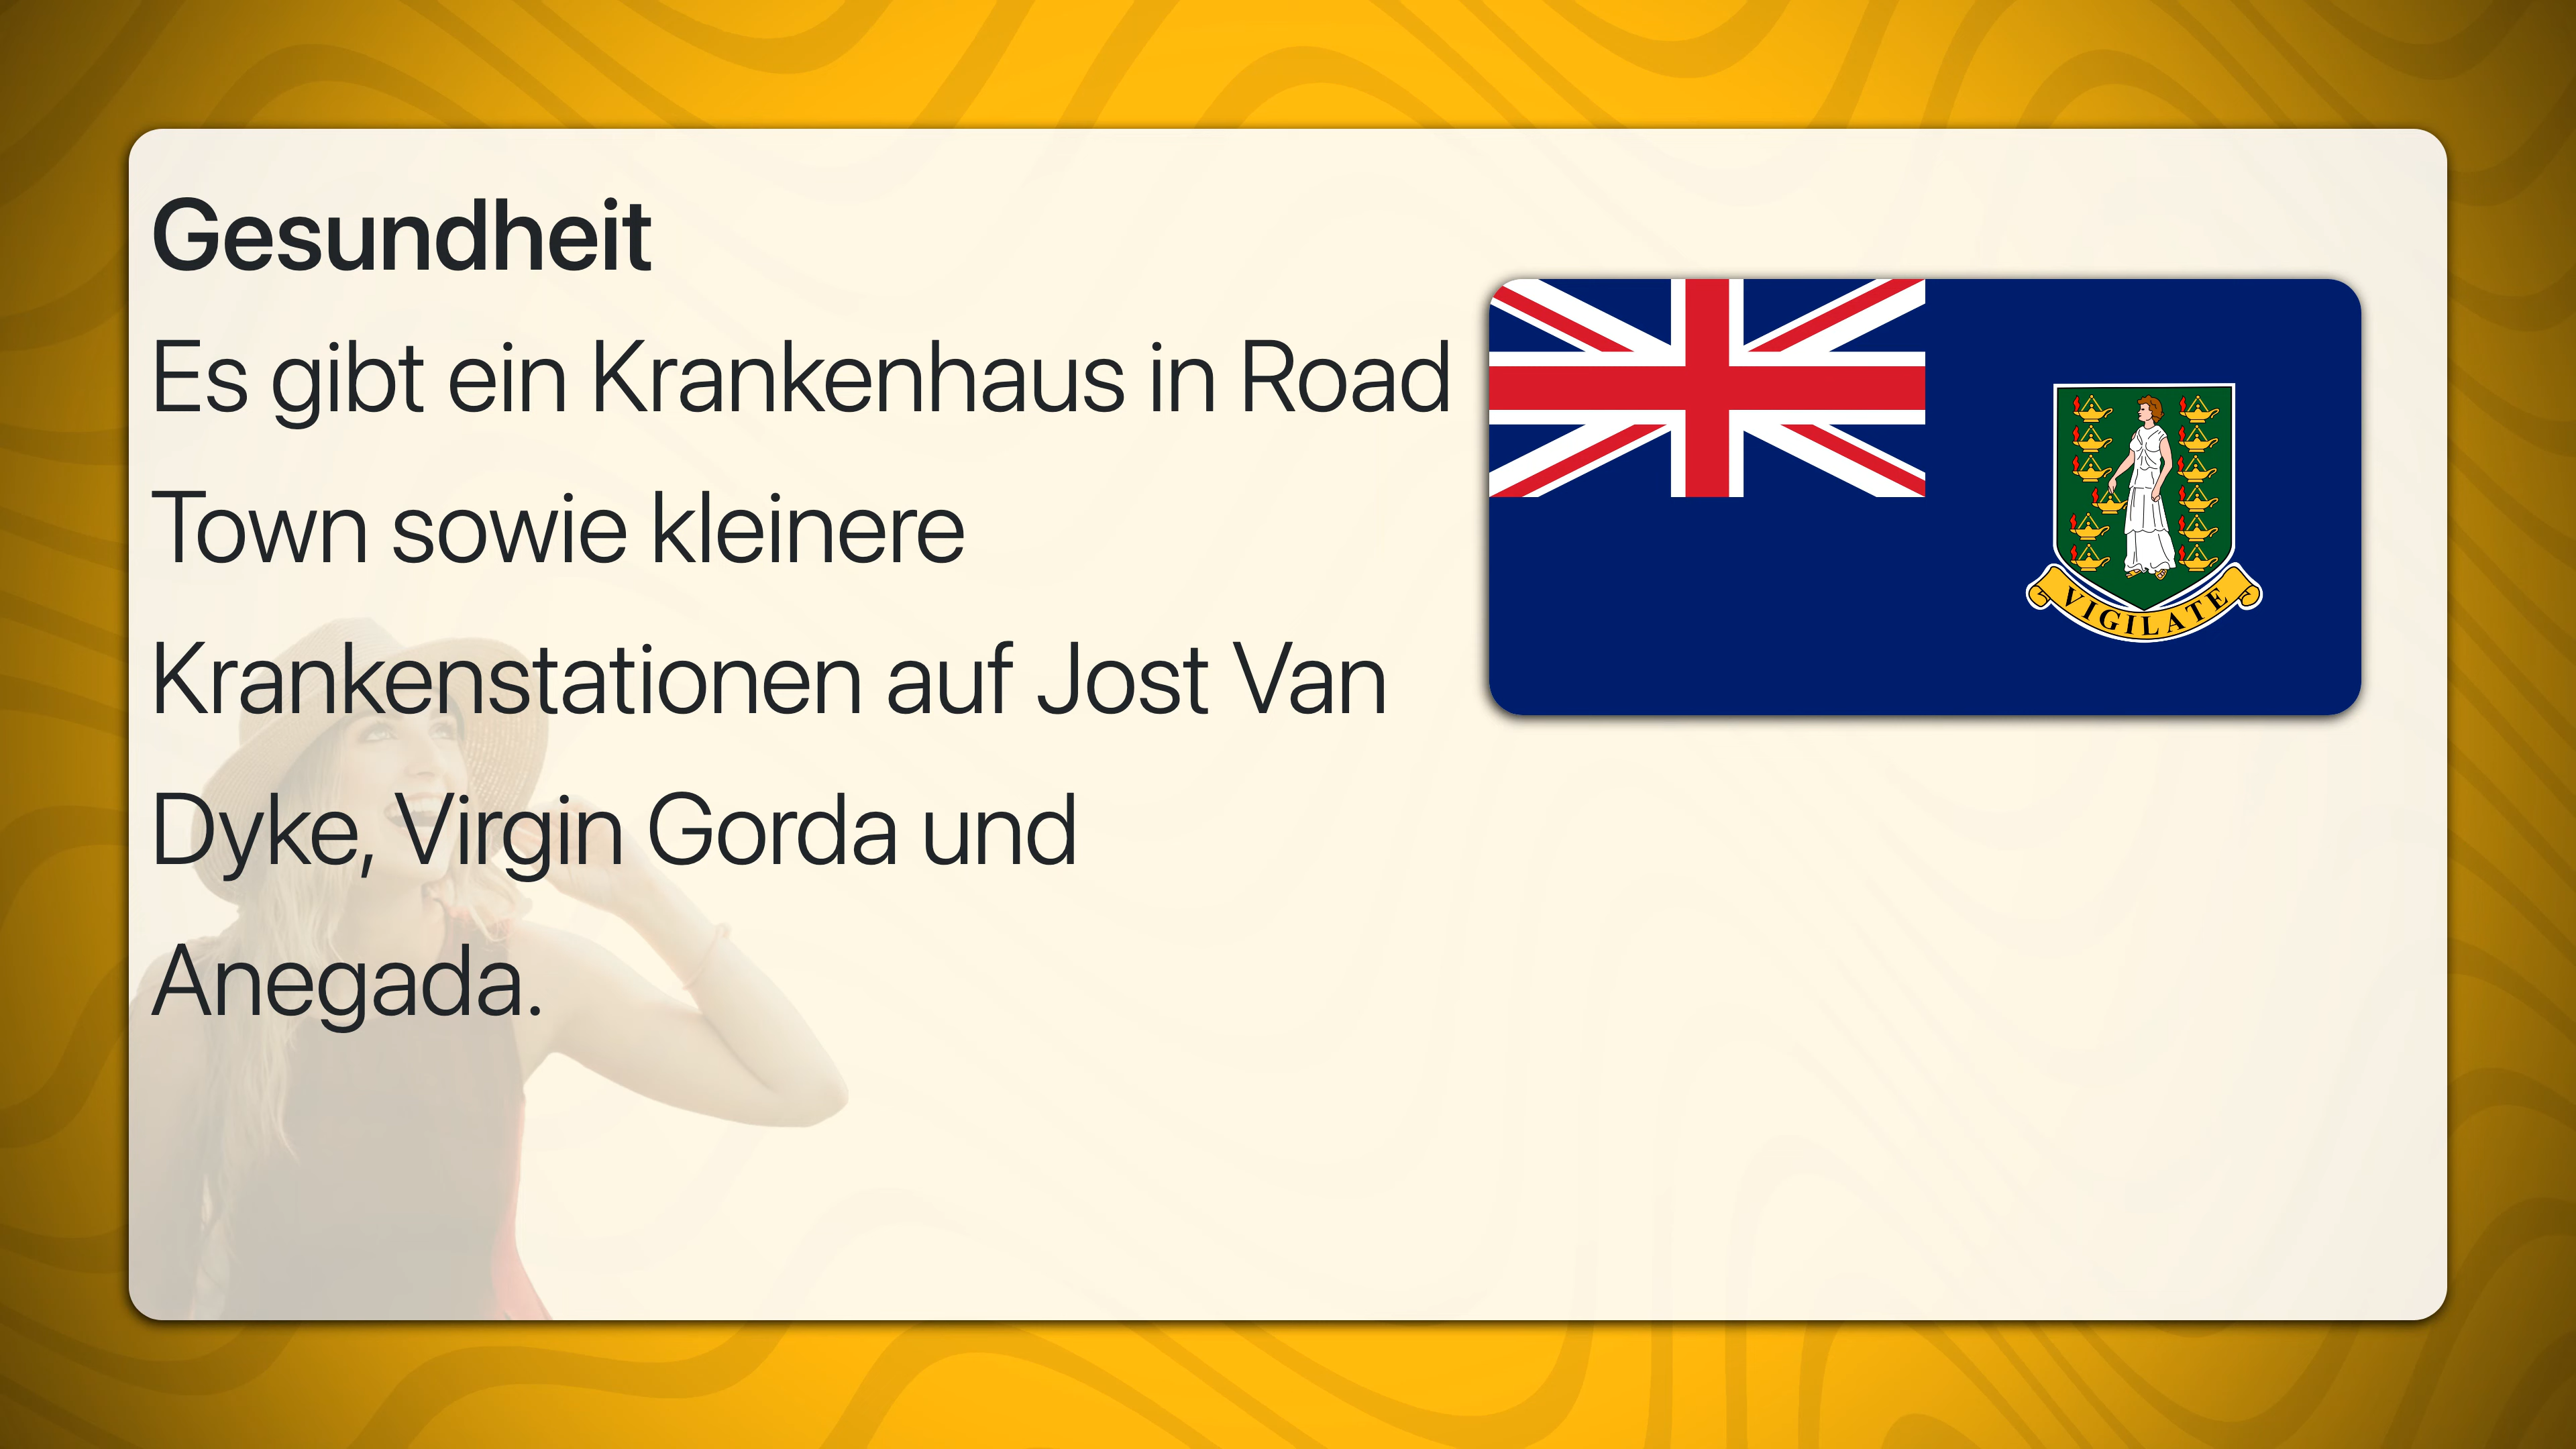 Gesundheit
Es gibt ein Krankenhaus in Road
Town sowie kleinere
Krankenstationen auf Jost Van
Dyke, Virgin Gorda und
Anegada.
VIGILATE